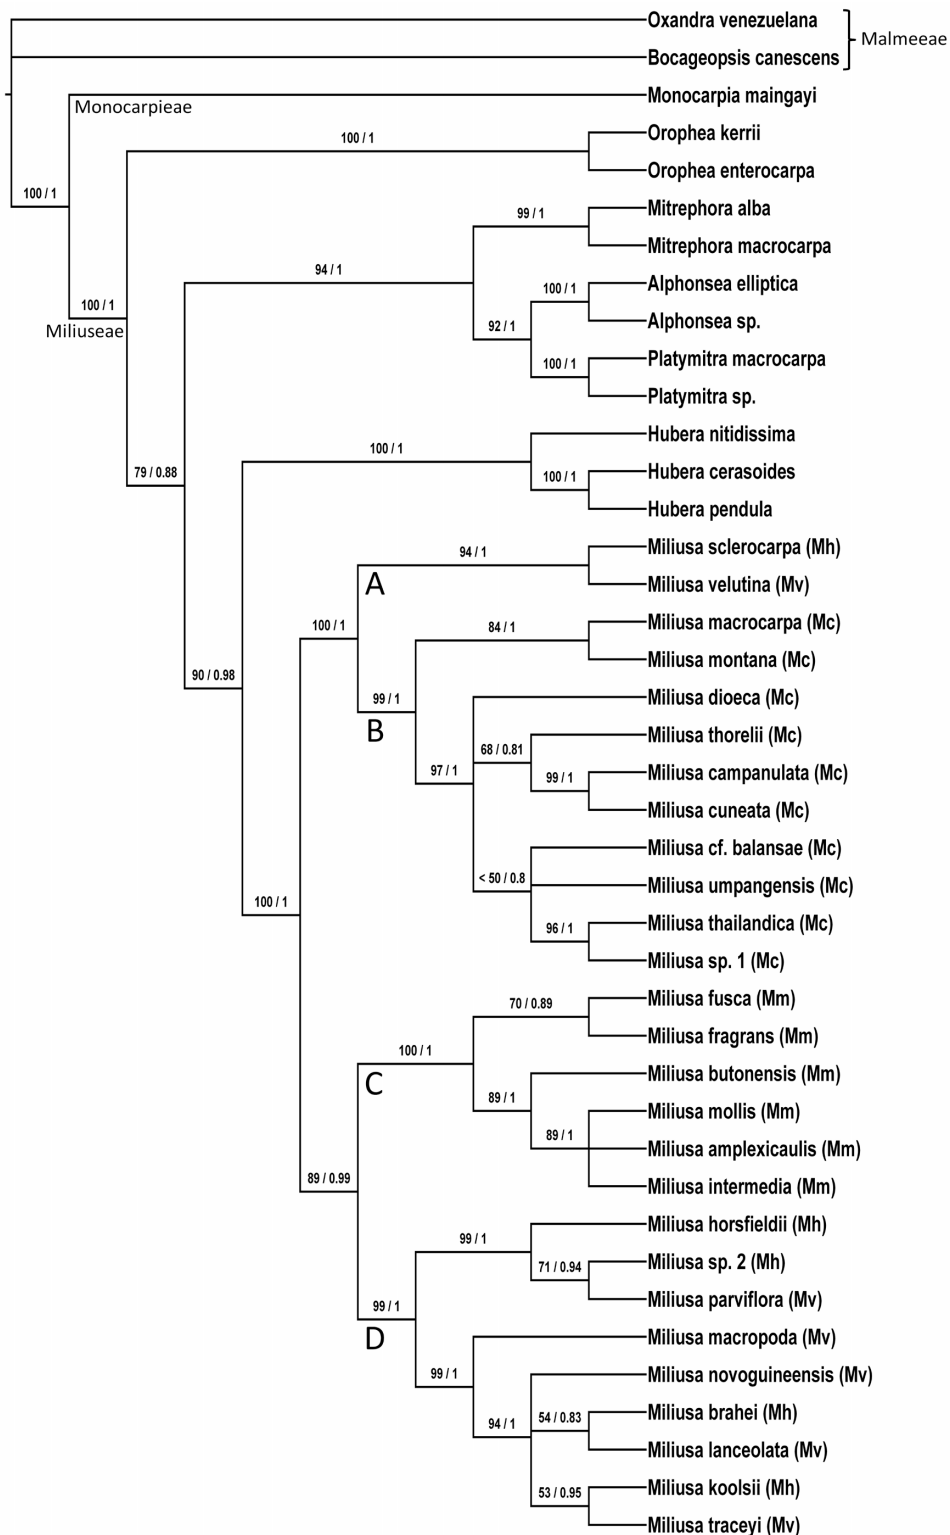 Oxandra venezuelana
Malmeeae
Bocageopsis canescens
Monocarpia maingayi
Monocarpieae
Orophea kerrii
100 / 1
Orophea enterocarpa
100 / 1
Mitrephora alba
99 / 1
Mitrephora macrocarpa
94 / 1
Alphonsea elliptica
100 / 1
100 / 1
Alphonsea sp.
92 / 1
Miliuseae
Platymitra macrocarpa
100 / 1
Platymitra sp.
Hubera nitidissima
100 / 1
Hubera cerasoides
79 / 0.88
100 / 1
Hubera pendula
Miliusa sclerocarpa (Mh)
94 / 1
A
Miliusa velutina (Mv)
Miliusa macrocarpa (Mc)
100 / 1
84 / 1
Miliusa montana (Mc)
90 / 0.98
Miliusa dioeca (Mc)
99 / 1
B
Miliusa thorelii (Mc)
68 / 0.81
Miliusa campanulata (Mc)
97 / 1
99 / 1
Miliusa cuneata (Mc)
Miliusa cf. balansae (Mc)
< 50 / 0.8
Miliusa umpangensis (Mc)
100 / 1
Miliusa thailandica (Mc)
96 / 1
Miliusa sp. 1 (Mc)
Miliusa fusca (Mm)
70 / 0.89
Miliusa fragrans (Mm)
100 / 1
C
Miliusa butonensis (Mm)
89 / 1
Miliusa mollis (Mm)
89 / 1
Miliusa amplexicaulis (Mm)
89 / 0.99
Miliusa intermedia (Mm)
Miliusa horsfieldii (Mh)
99 / 1
Miliusa sp. 2 (Mh)
71 / 0.94
Miliusa parviflora (Mv)
99 / 1
D
Miliusa macropoda (Mv)
99 / 1
Miliusa novoguineensis (Mv)
Miliusa brahei (Mh)
94 / 1
54 / 0.83
Miliusa lanceolata (Mv)
Miliusa koolsii (Mh)
53 / 0.95
Miliusa traceyi (Mv)